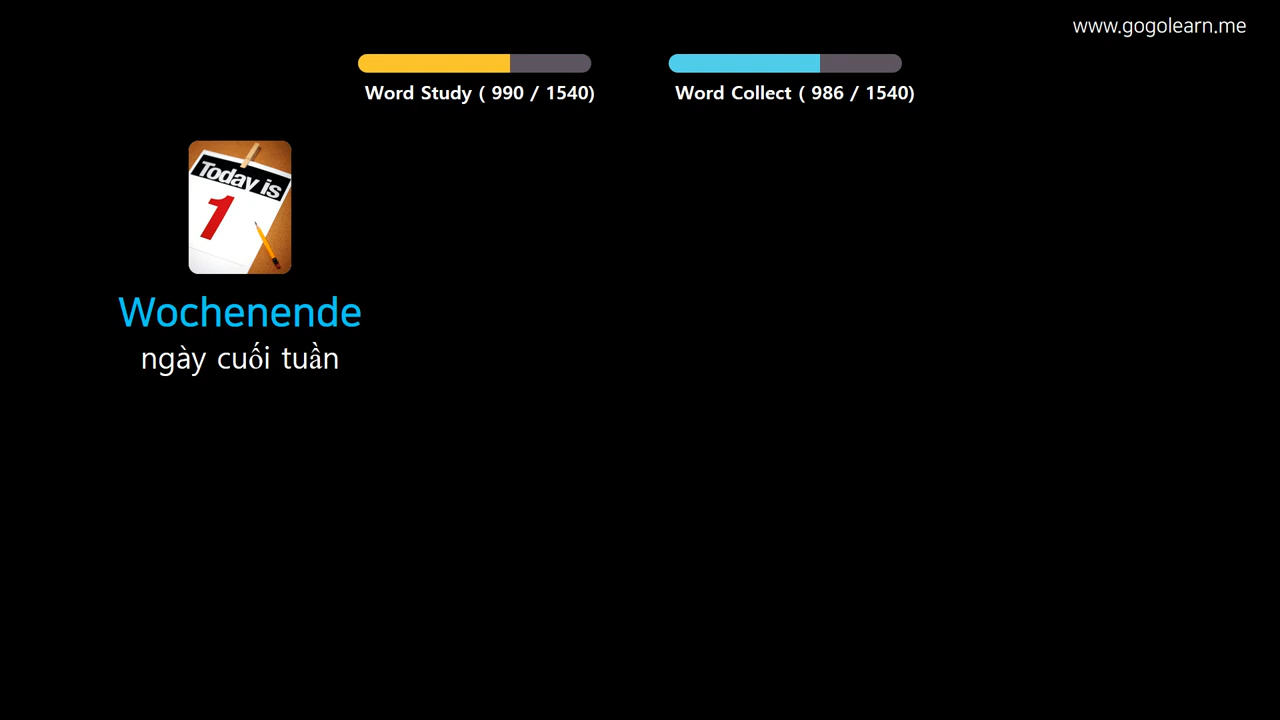 www.gogolearn.me
Word Study ( 990 / 1540)
Word Collect ( 986 / 1540)
Today is
1
Wochenende
ngày cuối tuần